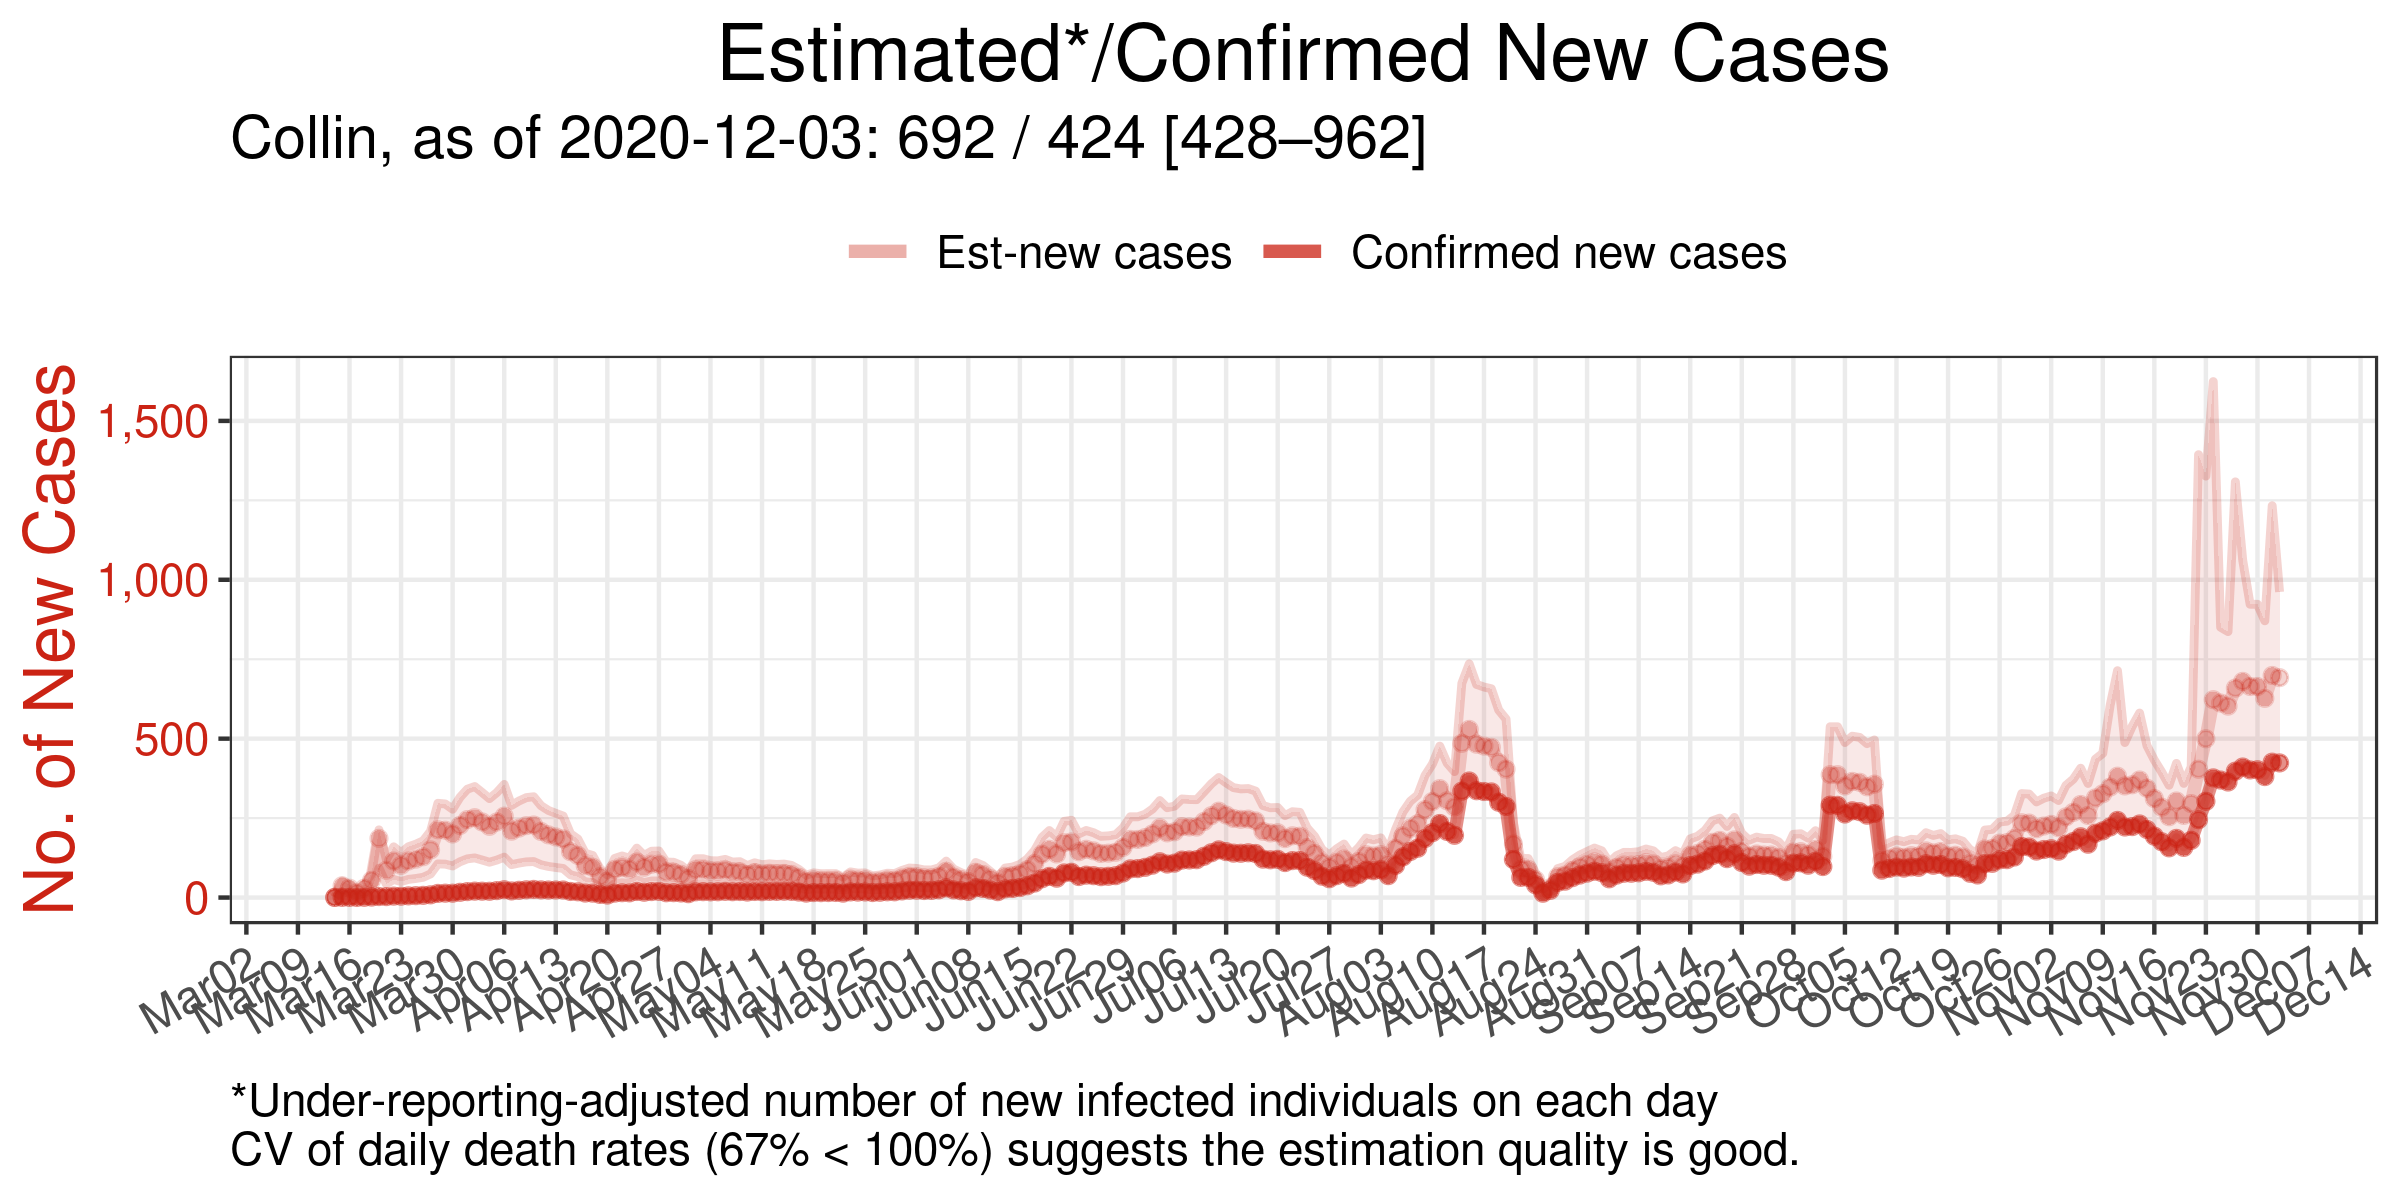 Estimated*/Confirmed New Cases
Collin, as of 2020-12-03: 692 / 424 [428–962]
Est-new cases Confirmed new cases
No. of New Cases
1,500
1,000
500
0
Mar02 Mar09 Mar16 Mar23 Mar30 Apr06 Apr13 Apr20 Apr27 May04 May11 May18 May25 Jun01 Jun08 Jun15 Jun22 Jun29 Jul06 Jul13 Jul20 Jul27 Aug03 Aug10 Aug17 Aug24 Aug31 Sep07 Sep14 Sep21 Sep28 Oct05 Oct12 Oct19 Oct26 Nov02 Nov09 Nov16 Nov23 Nov30 Dec07 Dec14
*Under-reporting-adjusted number of new infected individuals on each day
CV of daily death rates (67% < 100%) suggests the estimation quality is good.